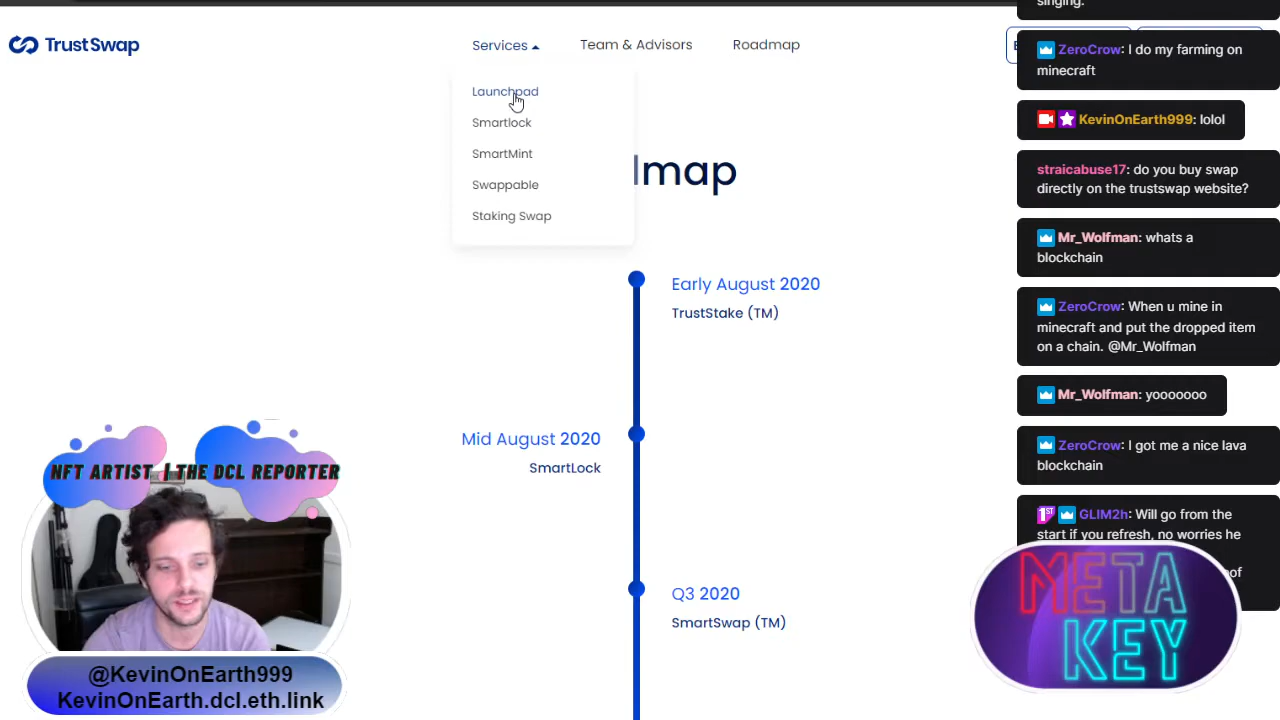 TrustSwap
Services
Team & Advisors
Roadmap
Launchpad
Smartlock
SmartMint
Swappable
Staking Swap
dmap
Early August 2020
TrustStake (TM)
Mid August 2020
SmartLock
Q3 2020
SmartSwap (TM)
singing.
ZeroCrow: I do my farming on
minecraft
KevinOnEarth999: lolol
straicabuse17: do you buy swap
directly on the trustswap website?
Mr_Wolfman: whats a
blockchain
ZeroCrow: When u mine in
minecraft and put the dropped item
on a chain. @Mr_Wolfman
Mr_Wolfman: yooooooo
ZeroCrow: I got me a nice lava
blockchain
1ST GLIM2h: Will go from the
start if you refresh, no worries he
META
KEY
NFT ARTIST | THE DCL REPORTER
@KevinOnEarth999
KevinOnEarth.dcl.eth.link